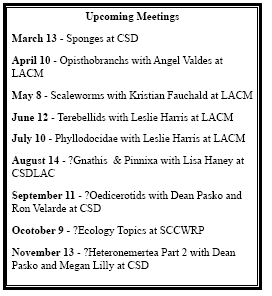 Upcoming Meetings
March 13 - Sponges at CSD
April 10 - Opisthobranchs with Angel Valdes at
LACM
May 8 - Scaleworms with Kristian Fauchald at LACM
June 12 - Terebellids with Leslie Harris at LACM
July 10 - Phyllodocidae with Leslie Harris at LACM
August 14 - ?Gnathis & Pinnixa with Lisa Haney at
CSDLAC
September 11 - ?Oedicerotids with Dean Pasko and
Ron Velarde at CSD
Ocotober 9 - ?Ecology Topics at SCCWRP
November 13 - ?Heteronemertea Part 2 with Dean
Pasko and Megan Lilly at CSD